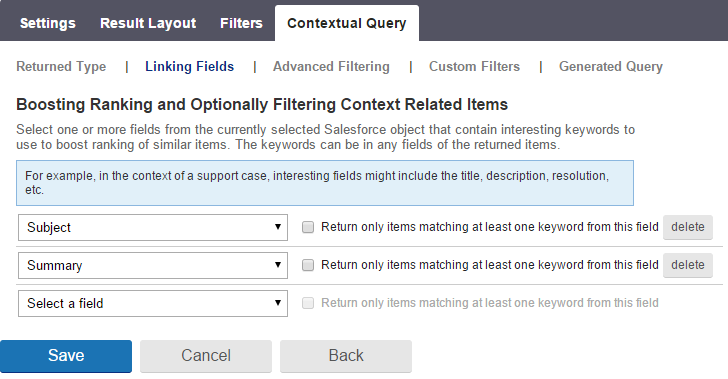 Settings Result Layout Filters Contextual Query
Returned Type | Linking Fields | Advanced Filtering | Custom Filters | Generated Query
Boosting Ranking and Optionally Filtering Context Related Items
Select one or more fields from the currently selected Salesforce object that contain interesting keywords to
use to boost ranking of similar items. The keywords can be in any fields of the returned items.
For example, in the context of a support case, interesting fields might include the title, description, resolution,
etc.
Subject Return only items matching at least one keyword from this field delete
Summary Return only items matching at least one keyword from this field delete
Select a field Return only items matching at least one keyword from this field
Save Cancel Back